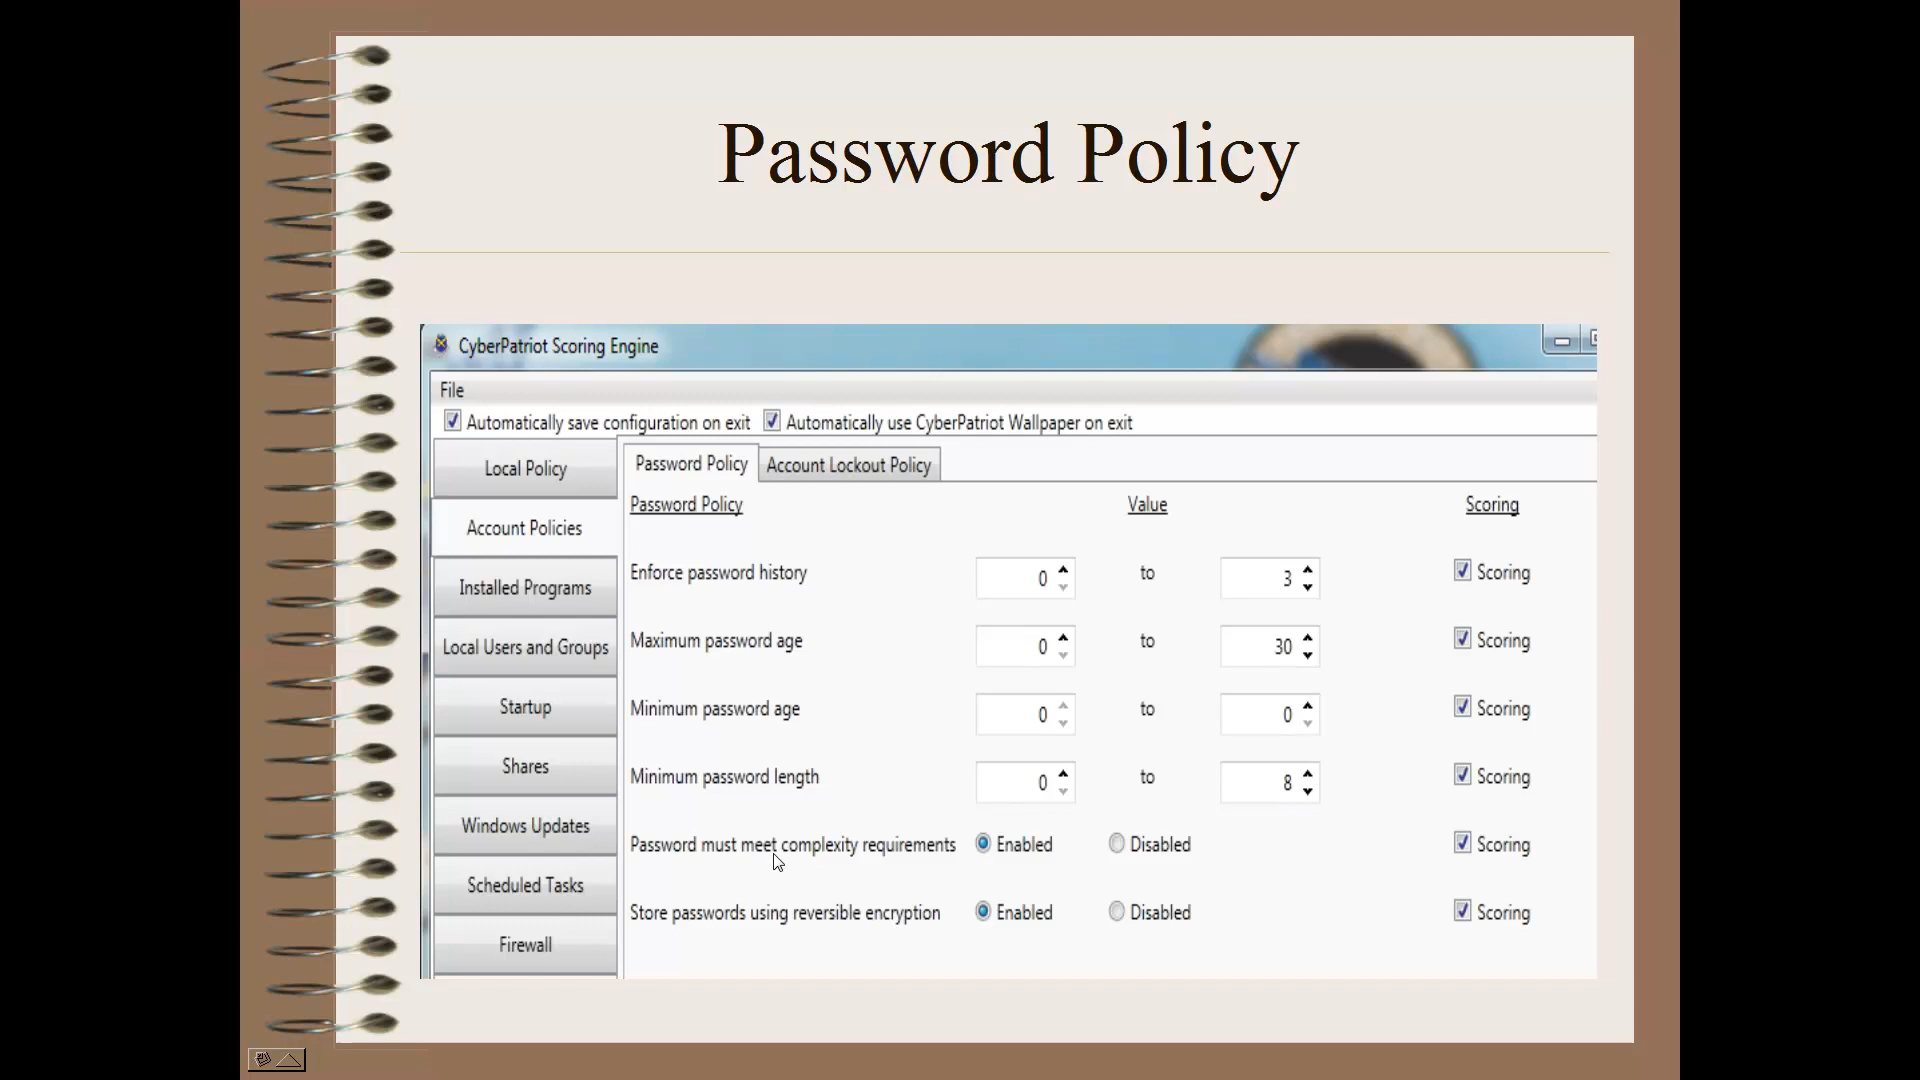 Password Policy
CyberPatriot Scoring Engine
File
Automatically save configuration on exit Automatically use CyberPatriot Wallpaper on exit
Local Policy
Account Policies
Installed Programs
Local Users and Groups
Startup
Shares
Windows Updates
Scheduled Tasks
Firewall
Password Policy Account Lockout Policy
Password Policy Value Scoring
Enforce password history 0 to 3 Scoring
Maximum password age 0 to 30 Scoring
Minimum password age 0 to 0 Scoring
Minimum password length 0 to 8 Scoring
Password must meet complexity requirements Enabled Disabled Scoring
Store passwords using reversible encryption Enabled Disabled Scoring